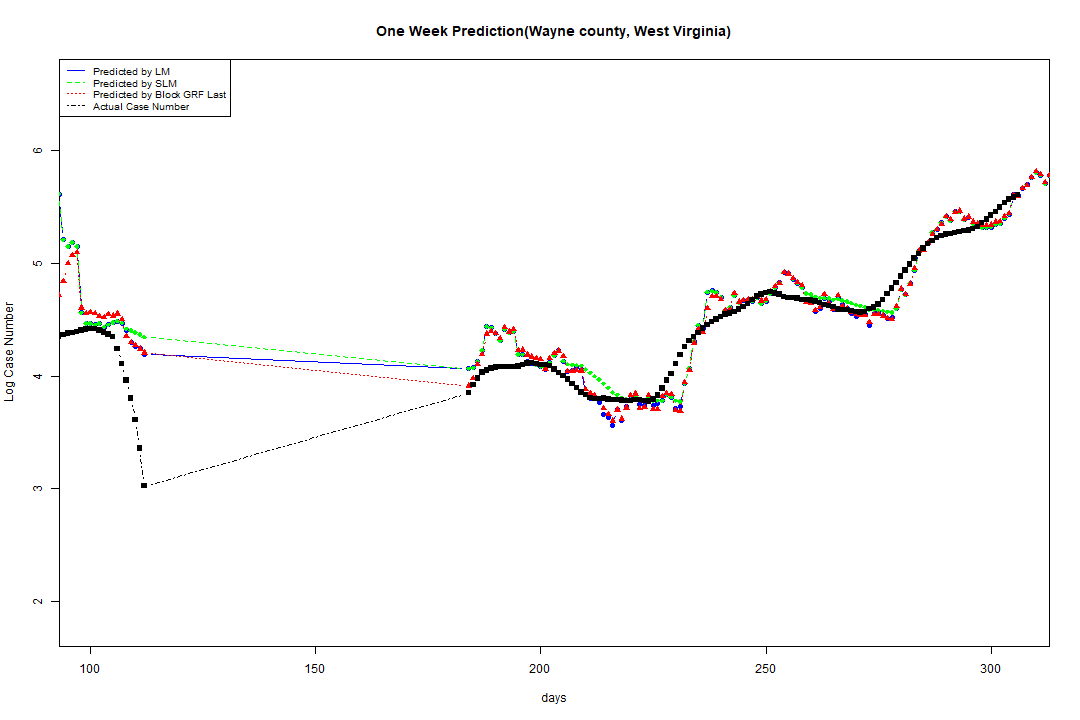 One Week Prediction(Wayne county, West Virginia)
Predicted by LM
Predicted by SLM
Predicted by Block GRF Last
Actual Case Number
6
5
4
3
2
Log Case Number
100 150 200 250 300
days